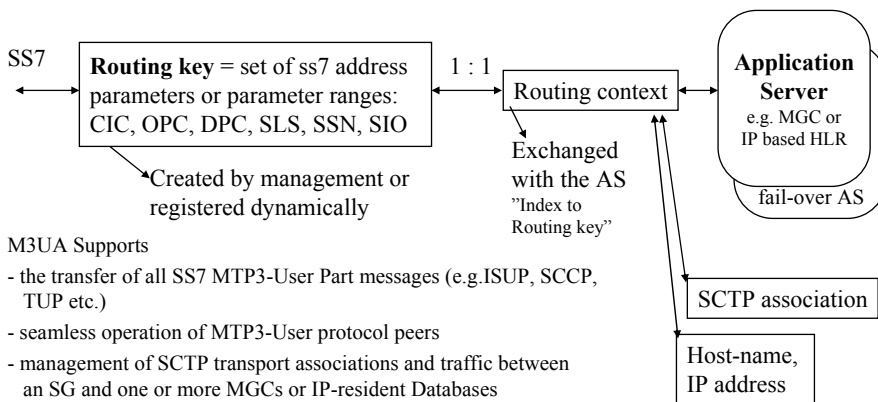 SS7
Routing key = set of ss7 address
parameters or parameter ranges:
CIC, OPC, DPC, SLS, SSN, SIO
1 : 1
Routing context
Application
Server
e.g. MGC or
IP based HLR
fail-over AS
Created by management or
registered dynamically
Exchanged
with the AS
”Index to
Routing key”
M3UA Supports
- the transfer of all SS7 MTP3-User Part messages (e.g.ISUP, SCCP,
TUP etc.)
- seamless operation of MTP3-User protocol peers
- management of SCTP transport associations and traffic between
an SG and one or more MGCs or IP-resident Databases
SCTP association
Host-name,
IP address